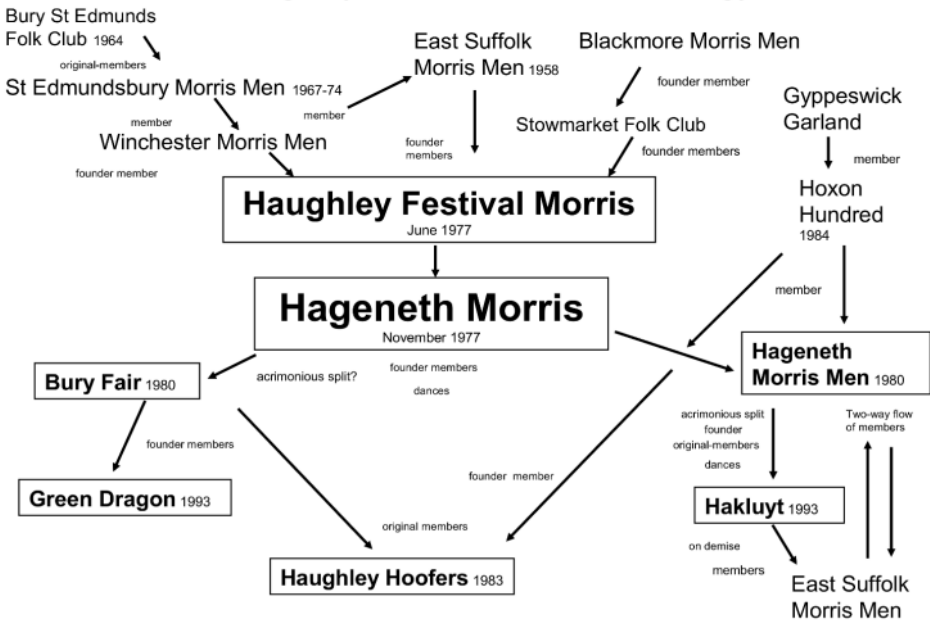 Bury St Edmunds
Folk Club 1964
original-members
St Edmundsbury Morris Men 1967-74
member
Winchester Morris Men
founder member
member
East Suffolk
Morris Men 1958
founder
members
Blackmore Morris Men
founder member
Stowmarket Folk Club
founder members
Gyppeswick
Garland
member
Hoxon
Hundred
1984
member
Haughley Festival Morris
June 1977
Hageneth Morris
November 1977
acrimonious split?
founder members
dances
Bury Fair 1980
founder members
Green Dragon 1993
original members
founder member
Haughley Hoofers 1983
Hageneth
Morris Men 1980
acrimonious split
founder
original-members
dances
Two-way flow
of members
Hakluyt 1993
on demise
members
East Suffolk
Morris Men